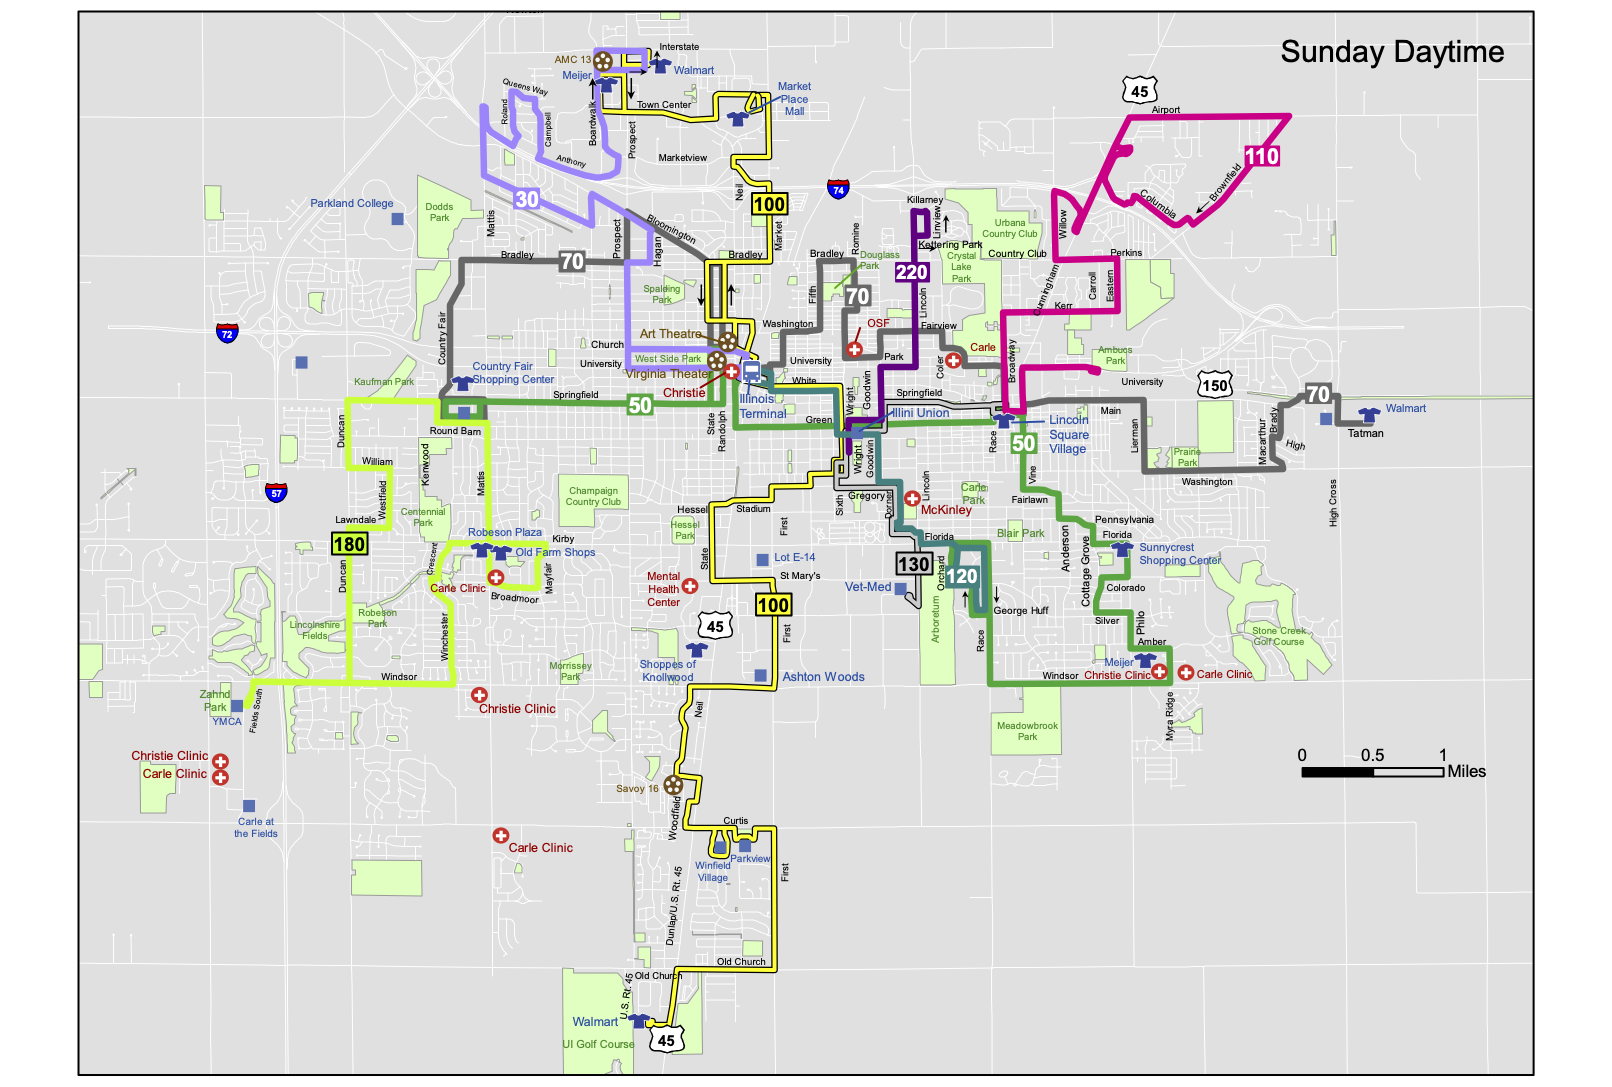 Sunday Daytime
Interstate
AMC 13
Meijer
Walmart
Queens Way
Roland
Campbell
Boardwalk
Prospect
Town Center
Market
Place
Mall
45
Airport
Anthony
Marketview
110
Brownfield
Columbia
30
Neil
74
100
Parkland College
Dodds
Park
Mattis
Bloomington
Prospect
Hagan
Market
Killarney
Linview
Romine
Urbana
Country Club
Willow
Kettering Park
Crystal
Lake
Park
Country Club
Perkins
Bradley
70
Bradley
Bradley
Douglass
Park
220
Spalding
Park
Fifth
70
Lincoln
Cunningham
Carroll
Eastern
Kerr
72
Country Fair
Art Theatre
Washington
OSF
Fairview
Church
University
West Side Park
University
Park
Coler
Carle
Broadway
Ambucs
Park
Virginia Theater
Christie
White
Goodwin
University
150
Country Fair
Shopping Center
Kaufman Park
Springfield
50
Illinois
Terminal
Wright
Springfield
70
Walmart
Illini Union
Main
Tatman
State
Randolph
Green
Race
Lincoln
Square
Village
50
Lierman
Macarthur
Brady
High
Duncan
Round Barn
Kenwood
Mattis
William
Westfield
Wright
Goodwin
Vine
Prairie
Park
Washington
57
Champaign
Country Club
Centennial
Park
Lawndale
Hessel
Stadium
Hessel
Park
First
Sixth
Gregory
Dorner
Lincoln
McKinley
Carle
Park
Fairlawn
High Cross
Pennsylvania
Florida
Robeson Plaza
Kirby
Old Farm Shops
180
Crescent
Duncan
Carle Clinic
Mayfair
Broadmoor
State
Lot E-14
St Mary's
Mental
Health
Center
Florida
Blair Park
Anderson
Cottage Grove
Sunnycrest
Shopping Center
130
120
Orchard
Vet-Med
Colorado
100
45
George Huff
Arboretum
Silver
Philo
Race
Robeson
Park
Lincolnshire
Fields
Winchester
First
Amber
Stone Creek
Golf Course
Shoppes of
Knollwood
Morrissey
Park
Windsor
Ashton Woods
Meijer
Christie Clinic
Carle Clinic
Windsor
Zahnd
Park
YMCA
Fields South
Christie Clinic
Neil
Meadowbrook
Park
Myra Ridge
Christie Clinic
Carle Clinic
0 0.5 1
Miles
Carle at
the Fields
Savoy 16
Woodfield
Curtis
Carle Clinic
Winfield
Village
Parkview
First
Dunlap/U.S. Rt. 45
Old Church
Old Church
U.S. Rt. 45
Walmart
45
UI Golf Course